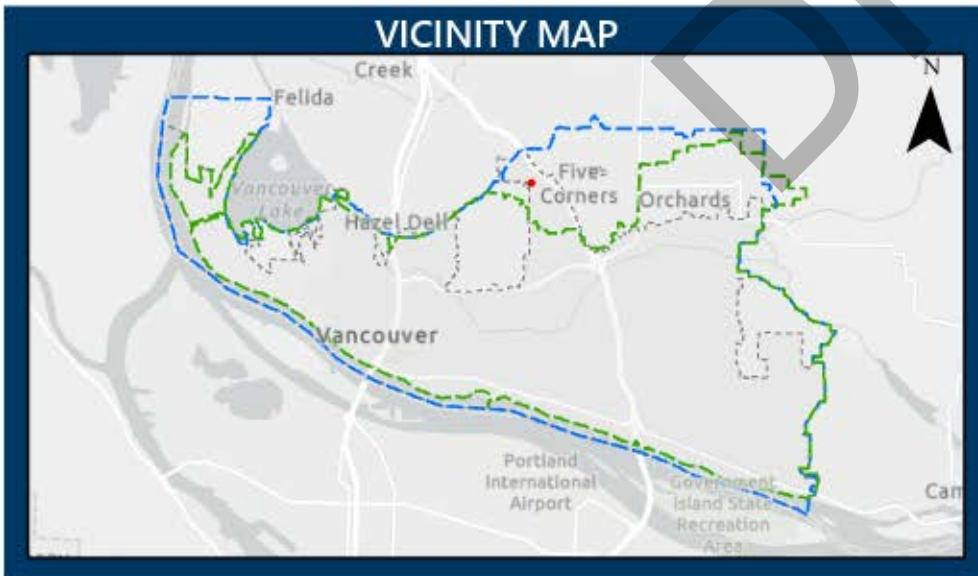 VICINITY MAP
Creek
N
Felida
Vancouver
Lake
Five-
Corners
Orchards
Hazel Dell
Vancouver
Portland
International
Airport
Government
Island State
Recreation
Area
Cam